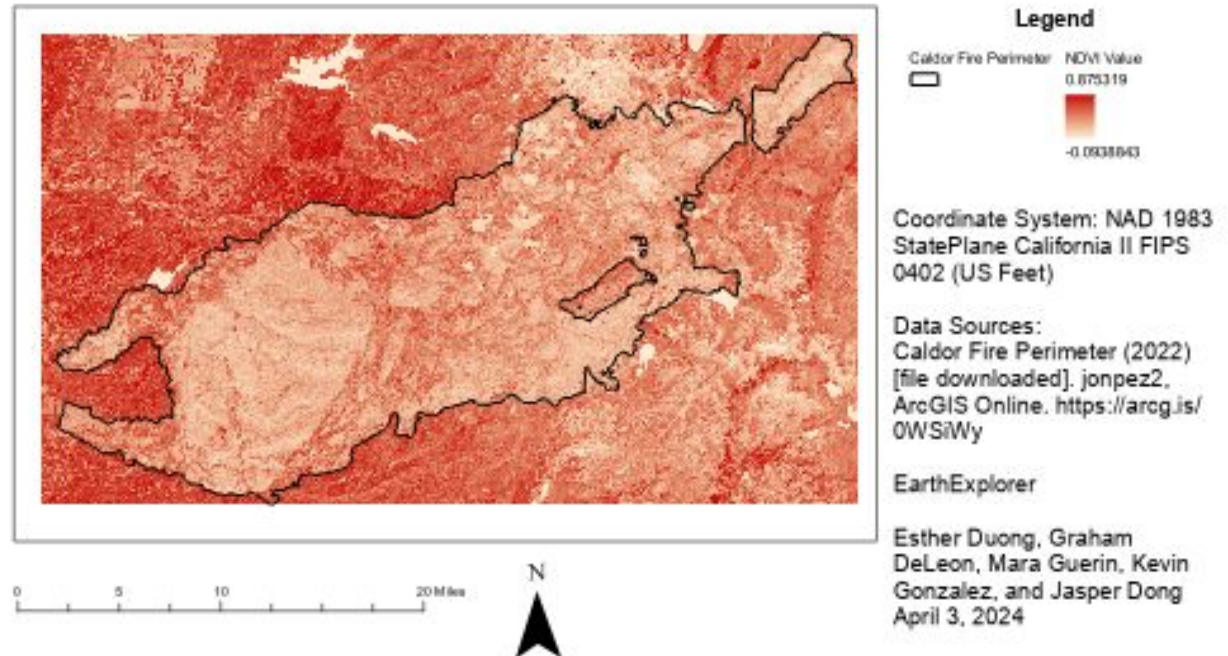 Legend
Caldor Fire Perimeter NDVI Value
0.875319
-0.0938843
Coordinate System: NAD 1983
StatePlane California II FIPS
0402 (US Feet)
Data Sources:
Caldor Fire Perimeter (2022)
[file downloaded]. jonpez2,
ArcGIS Online. https://arcg.is/
0WSiWy
EarthExplorer
Esther Duong, Graham
DeLeon, Mara Guerin, Kevin
Gonzalez, and Jasper Dong
April 3, 2024
0 5 10 20 Miles
N